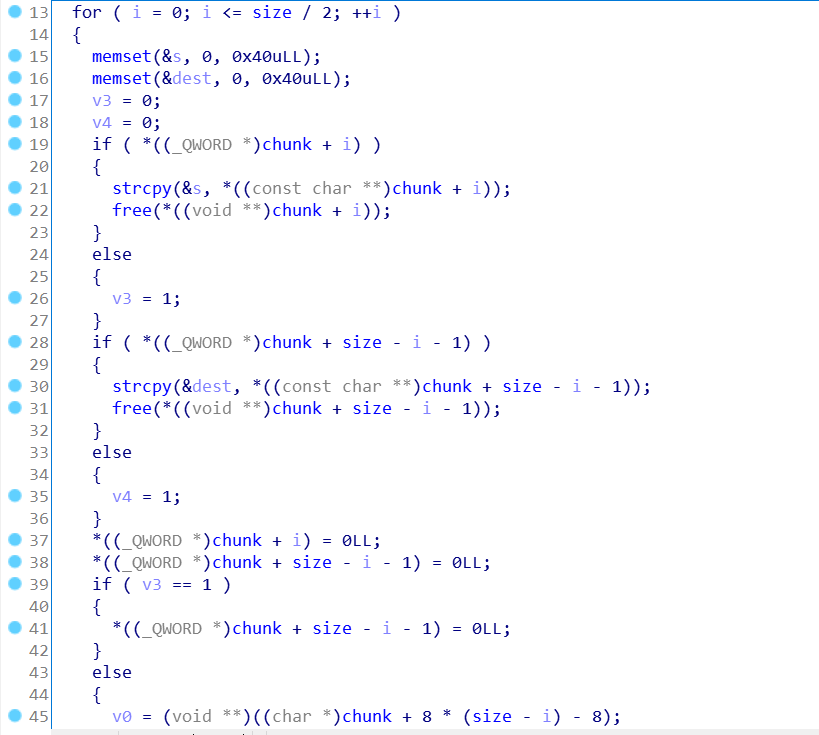 13 for ( i = 0; i <= size / 2; ++i )
14 {
15 memset(&s, 0, 0x40uLL);
16 memset(&dest, 0, 0x40uLL);
17 v3 = 0;
18 v4 = 0;
19 if ( *((_QWORD *)chunk + i) )
20 {
21 strcpy(&s, *((const char **)chunk + i));
22 free(*((void **)chunk + i));
23 }
24 else
25 {
26 v3 = 1;
27 }
28 if ( *((_QWORD *)chunk + size - i - 1) )
29 {
30 strcpy(&dest, *((const char **)chunk + size - i - 1));
31 free(*((void **)chunk + size - i - 1));
32 }
33 else
34 {
35 v4 = 1;
36 }
37 *((_QWORD *)chunk + i) = 0LL;
38 *((_QWORD *)chunk + size - i - 1) = 0LL;
39 if ( v3 == 1 )
40 {
41 *((_QWORD *)chunk + size - i - 1) = 0LL;
42 }
43 else
44 {
45 v0 = (void **)((char *)chunk + 8 * (size - i) - 8);